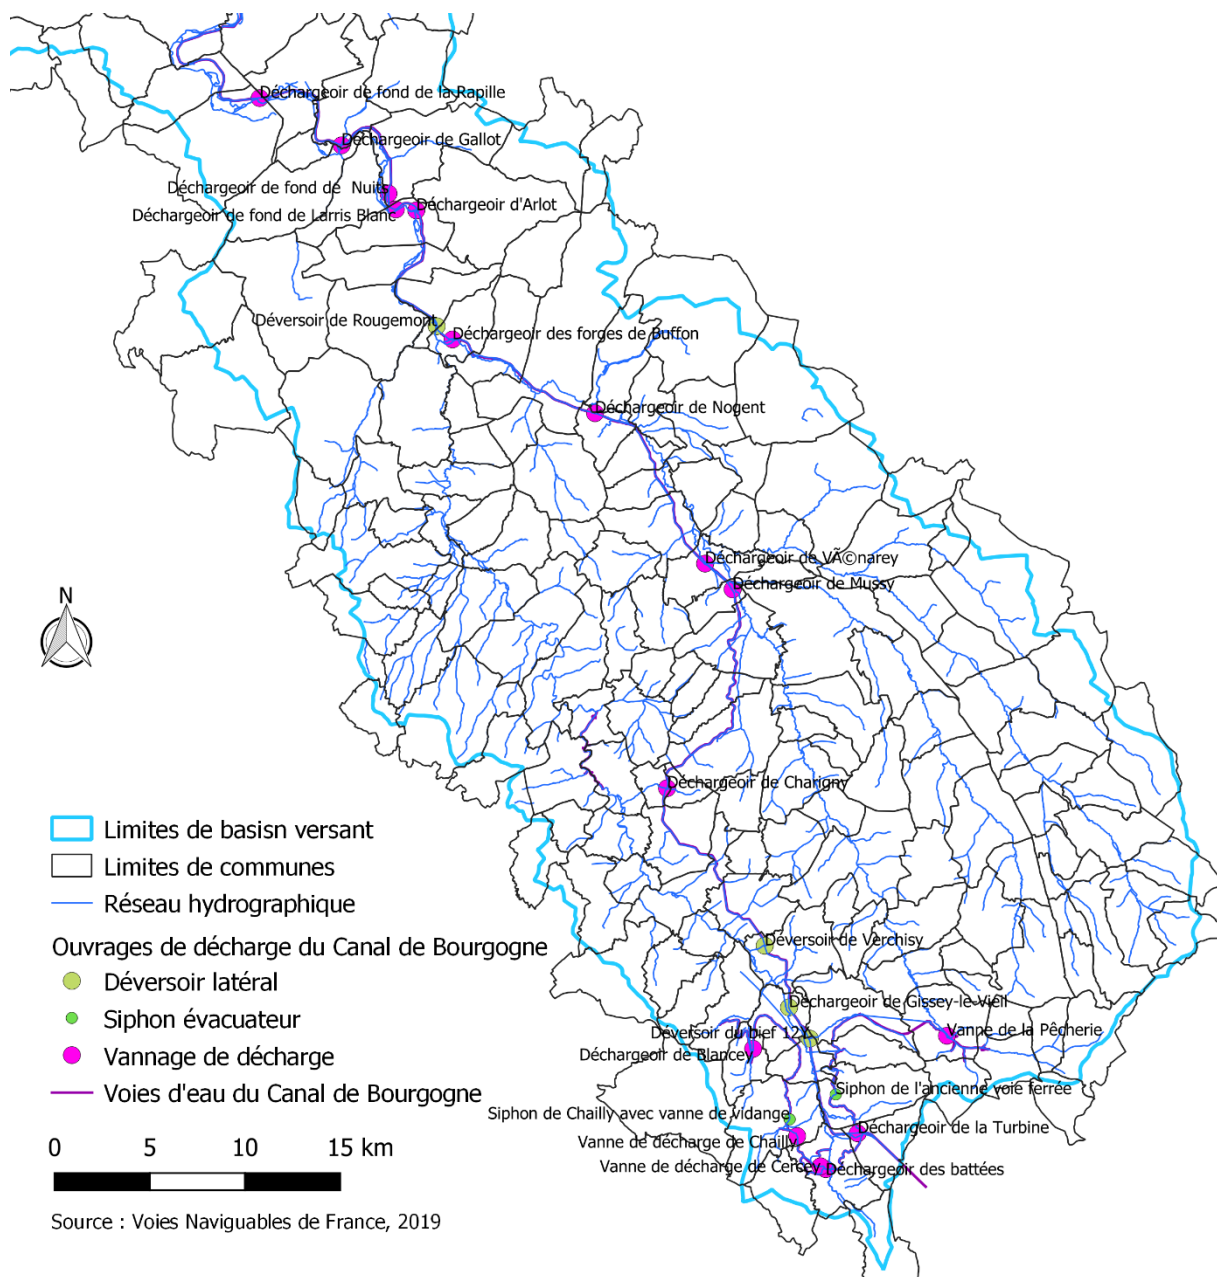 Déchargeoir de fond de la Rapille
Déchargeoir de Gallot
Déchargeoir de fond de Nuits
Déchargeoir de fond de Larris Blanc
Déchargeoir d'Arlot
Déversoir de Rougemont
Déchargeoir des forges de Buffon
Déchargeoir de Nogent
Déchargeoir de VÃ©narey
Déchargeoir de Mussy
N
Déchargeoir de Charigny
Limites de basisn versant
Limites de communes
Réseau hydrographique
Ouvrages de décharge du Canal de Bourgogne
Déversoir latéral
Siphon évacuateur
Vannage de décharge
Voies d'eau du Canal de Bourgogne
Déversoir de Verchisy
Déchargeoir de Gissey-le-Vieil
Déversoir du bief 12Y
Vanne de la Pêcherie
Déchargeoir de Blancey
Siphon de l'ancienne voie ferrée
Siphon de Chailly avec vanne de vidange
Déchargeoir de la Turbine
Vanne de décharge de Chailly
Vanne de décharge de Cercey
Déchargeoir des battées
0 5 10 15 km
Source : Voies Naviguables de France, 2019